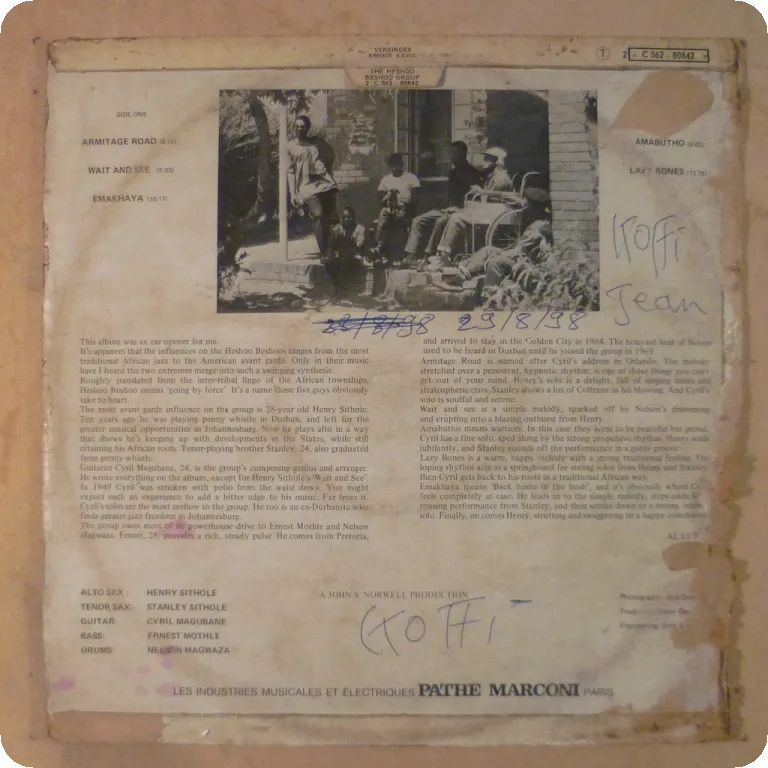 VERSINDEX
T 2 - C 062 - 80842
THE HESHOO
BESHOO GROUP
2 C 062 - 80842
SIDE ONE
ARMITAGE ROAD
WAIT AND SEE
EMAKHAYA
AMABUTHO
LAZY BONES
Koffi
Jean
28/8/98 29/8/98
This album was an ear opener for me.
It's apparent that the influences on the Heshoo Beshoos ranges from the most
traditional African jazz to the American avant garde. Only in their music
have I heard the two extremes merge into such a swinging synthesis.
Roughly translated from the inter-tribal lingo of the African townships,
Heshoo Beshoo means 'going by force'. It's a name these five guys obviously
take to heart.
The most avant garde influence on the group is 28-year old Henry Sithole.
Ten years ago he was playing penny whistle in Durban, and left for the
greater musical opportunities in Johannesburg. Now he plays alto in a way
that shows he's keeping up with developments in the States, while still
retaining his African roots. Tenor-playing brother Stanley, 24, also graduated
from penny whistle.
Guitarist Cyril Magubane, 24, is the group's composing genius and arranger.
He wrote everything on the album, except for Henry Sithole's "Wait and See"
In 1949 Cyril was stricken with polio from the waist down. You might
expect such an experience to add a bitter edge to his music. Far from it.
Cyril's solos are the most mellow in the group. He too is an ex-Durbanite who
finds greater jazz freedom in Johannesburg.
The group owes most of its powerhouse drive to Ernest Mothle and Nelson
Magwaza. Ernest, 28, provides a rich, steady pulse. He comes from Pretoria,
and arrived to stay in the Golden City in 1964. The bouyant beat of Nelson
used to be heard in Durban until he joined the group in 1969
Armitage Road is named after Cyril's address in Orlando. The melody
stretched over a persistent, hypnotic rhythm, is one of those things you can't
get out of your mind. Henry's solo is a delight, full of singing tones and
stratospheric cries. Stanley shows a lot of Coltrane in his blowing. And Cyril's
solo is soulful and serene.
Wait and see is a simple melody, sparked off by Nelson's drumming
and erupting into a blazing outburst from Henry.
Amabutho means warriors. In this case they seem to be peaceful but proud.
Cyril has a fine solo, sped along by the strong propulsive rhythm. Henry wails
jubilantly, and Stanley rounds off the performance in a gutsy groove.
Lazy Bones is a warm, happy melody with a strong traditional feeling. The
loping rhythm acts as a springboard for string solos from Henry and Stanley,
then Cyril gets back to his roots in a traditional African way.
Emakhaya means 'Back home in the bush', and it's obviously where
feels completely at ease. He leads in to the simple melody, steps aside
rousing performance from Stanley, and then settles down to a strong,
solo. Finally, on comes Henry, strutting and swaggering to a happy conclusion
AL
ALTO SAX : HENRY SITHOLE
TENOR SAX: STANLEY SITHOLE
GUITAR: CYRIL MAGUBANE
BASS: ERNEST MOTHLE
GRUMS: NELSON MAGWAZA
A JOHN S. NORWELL PRODUCTION
Koffi
LES INDUSTRIES MUSICALES ET ÉLECTRIQUES PATHE MARCONI PARIS